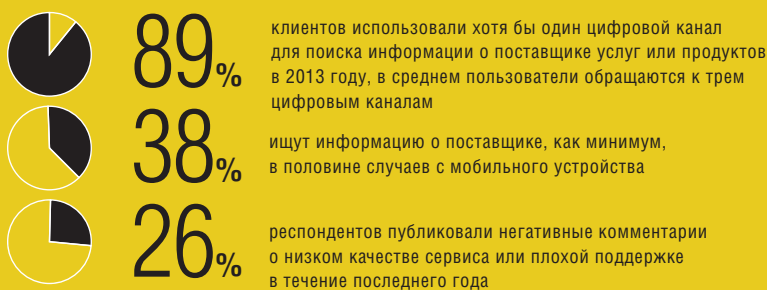 89%
клиентов использовали хотя бы один цифровой канал
для поиска информации о поставщике услуг или продуктов
в 2013 году, в среднем пользователи обращаются к трем
цифровым каналам
38%
ищут информацию о поставщике, как минимум,
в половине случаев с мобильного устройства
26%
респондентов публиковали негативные комментарии
о низком качестве сервиса или плохой поддержке
в течение последнего года